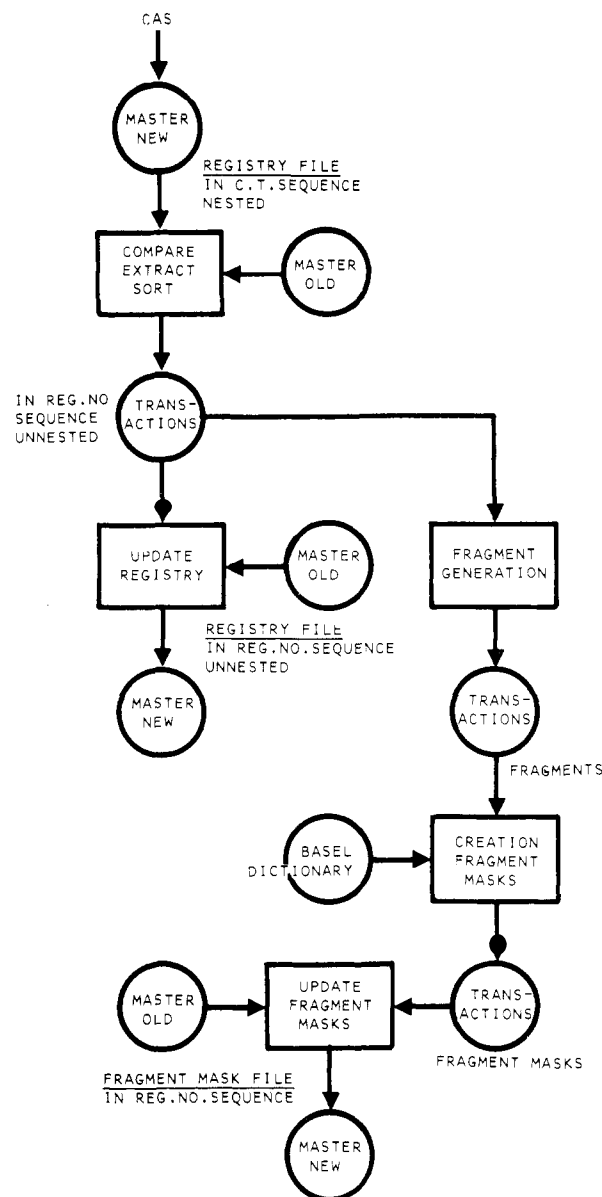 CAS
MASTER
NEW
REGISTRY FILE
IN C.T.SEQUENCE
NESTED
COMPARE
EXTRACT
SORT
MASTER
OLD
IN REG.NO
SEQUENCE
UNNESTED
TRANS-
ACTIONS
UPDATE
REGISTRY
MASTER
OLD
FRAGMENT
GENERATION
REGISTRY FILE
IN REG.NO.SEQUENCE
UNNESTED
MASTER
NEW
TRANS-
ACTIONS
FRAGMENTS
BASEL
DICTIONARY
CREATION
FRAGMENT
MASKS
MASTER
OLD
UPDATE
FRAGMENT
MASKS
TRANS-
ACTIONS
FRAGMENT MASKS
FRAGMENT MASK FILE
IN REG.NO.SEQUENCE
MASTER
NEW